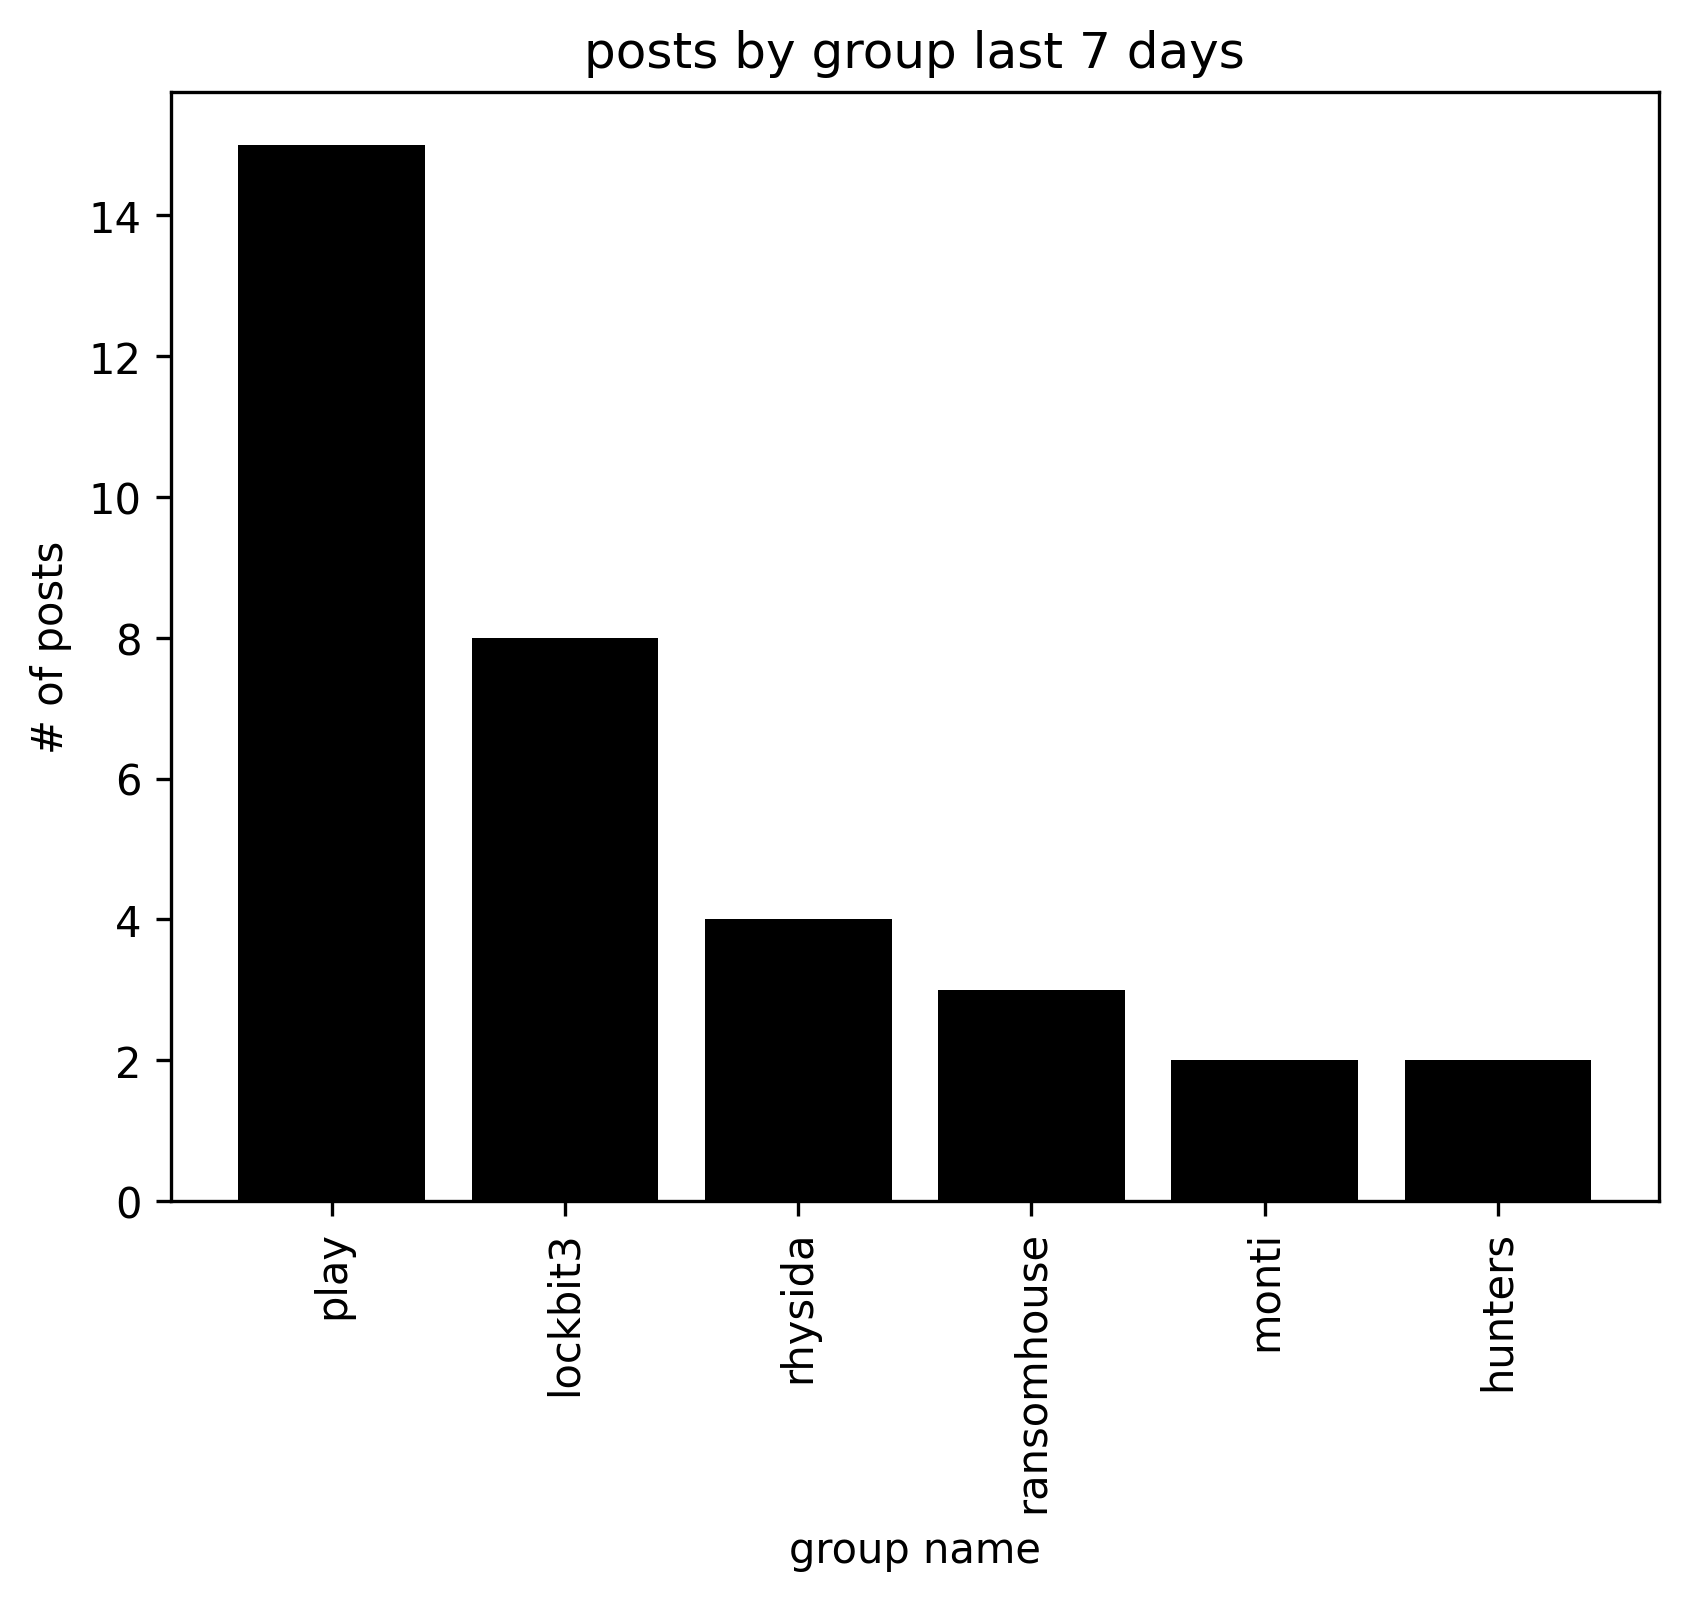 posts by group last 7 days
# of posts
14
12
10
8
6
4
2
0
play
lockbit3
rhysida
ransomhouse
monti
hunters
group name